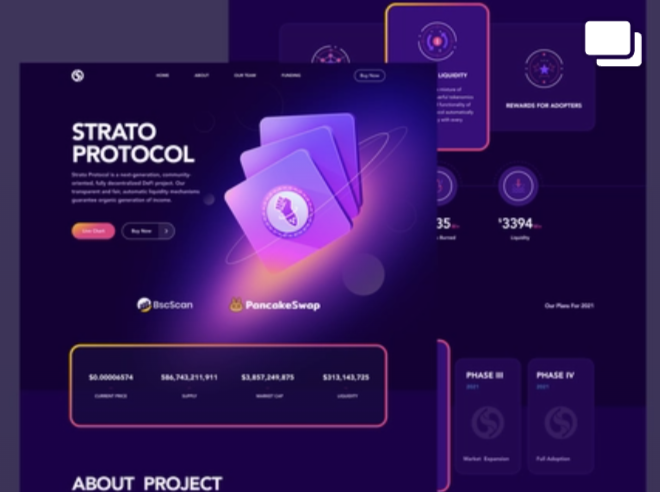 LIQUIDITY
REWARDS FOR ADOPTERS
HOME
ABOUT
OUR TEAM
FUNDING
Buy Now
STRATO
PROTOCOL
Strato Protocol is a next-generation, community-
oriented, fully decentralized DeFi project. Our
transparent and fair, automatic liquidity mechanisms
guarantee organic generation of income.
Buy Now
$3394
Burned
Liquidity
BscScan
PancakeSwap
Our Plans For 2021
$0.00006574
586,743,211,911
$3,857,249,875
$313,143,725
CURRENT PRICE
SUPPLY
MARKET CAP
LIQUIDITY
PHASE III
2021
Market Expansion
PHASE IV
2021
Full Adoption
ABOUT PROJECT